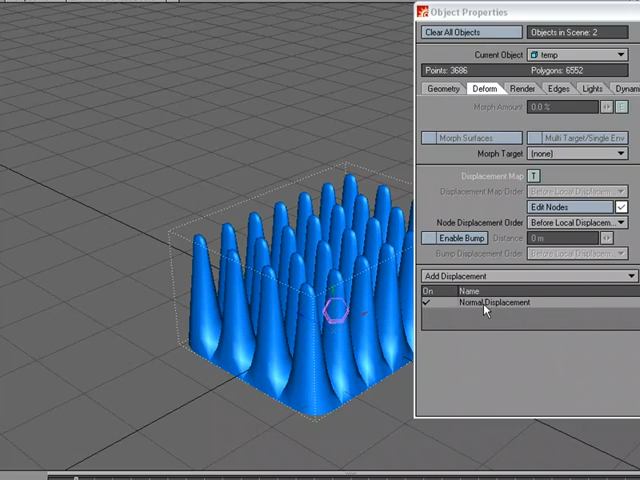 Object Properties
Clear All Objects Objects in Scene: 2
Current Object temp
Points: 3686 Polygons: 6552
Geometry Deform Render Edges Lights Dynam
Morph Amount 0.0 % E
Morph Surfaces Multi Target/Single Env
Morph Target (none)
Displacement Map T
Displacement Map Order Before Local Displacem...
Edit Nodes
Node Displacement Order Before Local Displacem...
Enable Bump Distance 0 m
Bump Displacement Order Before Local Displacem...
Add Displacement
On Name
Normal Displacement